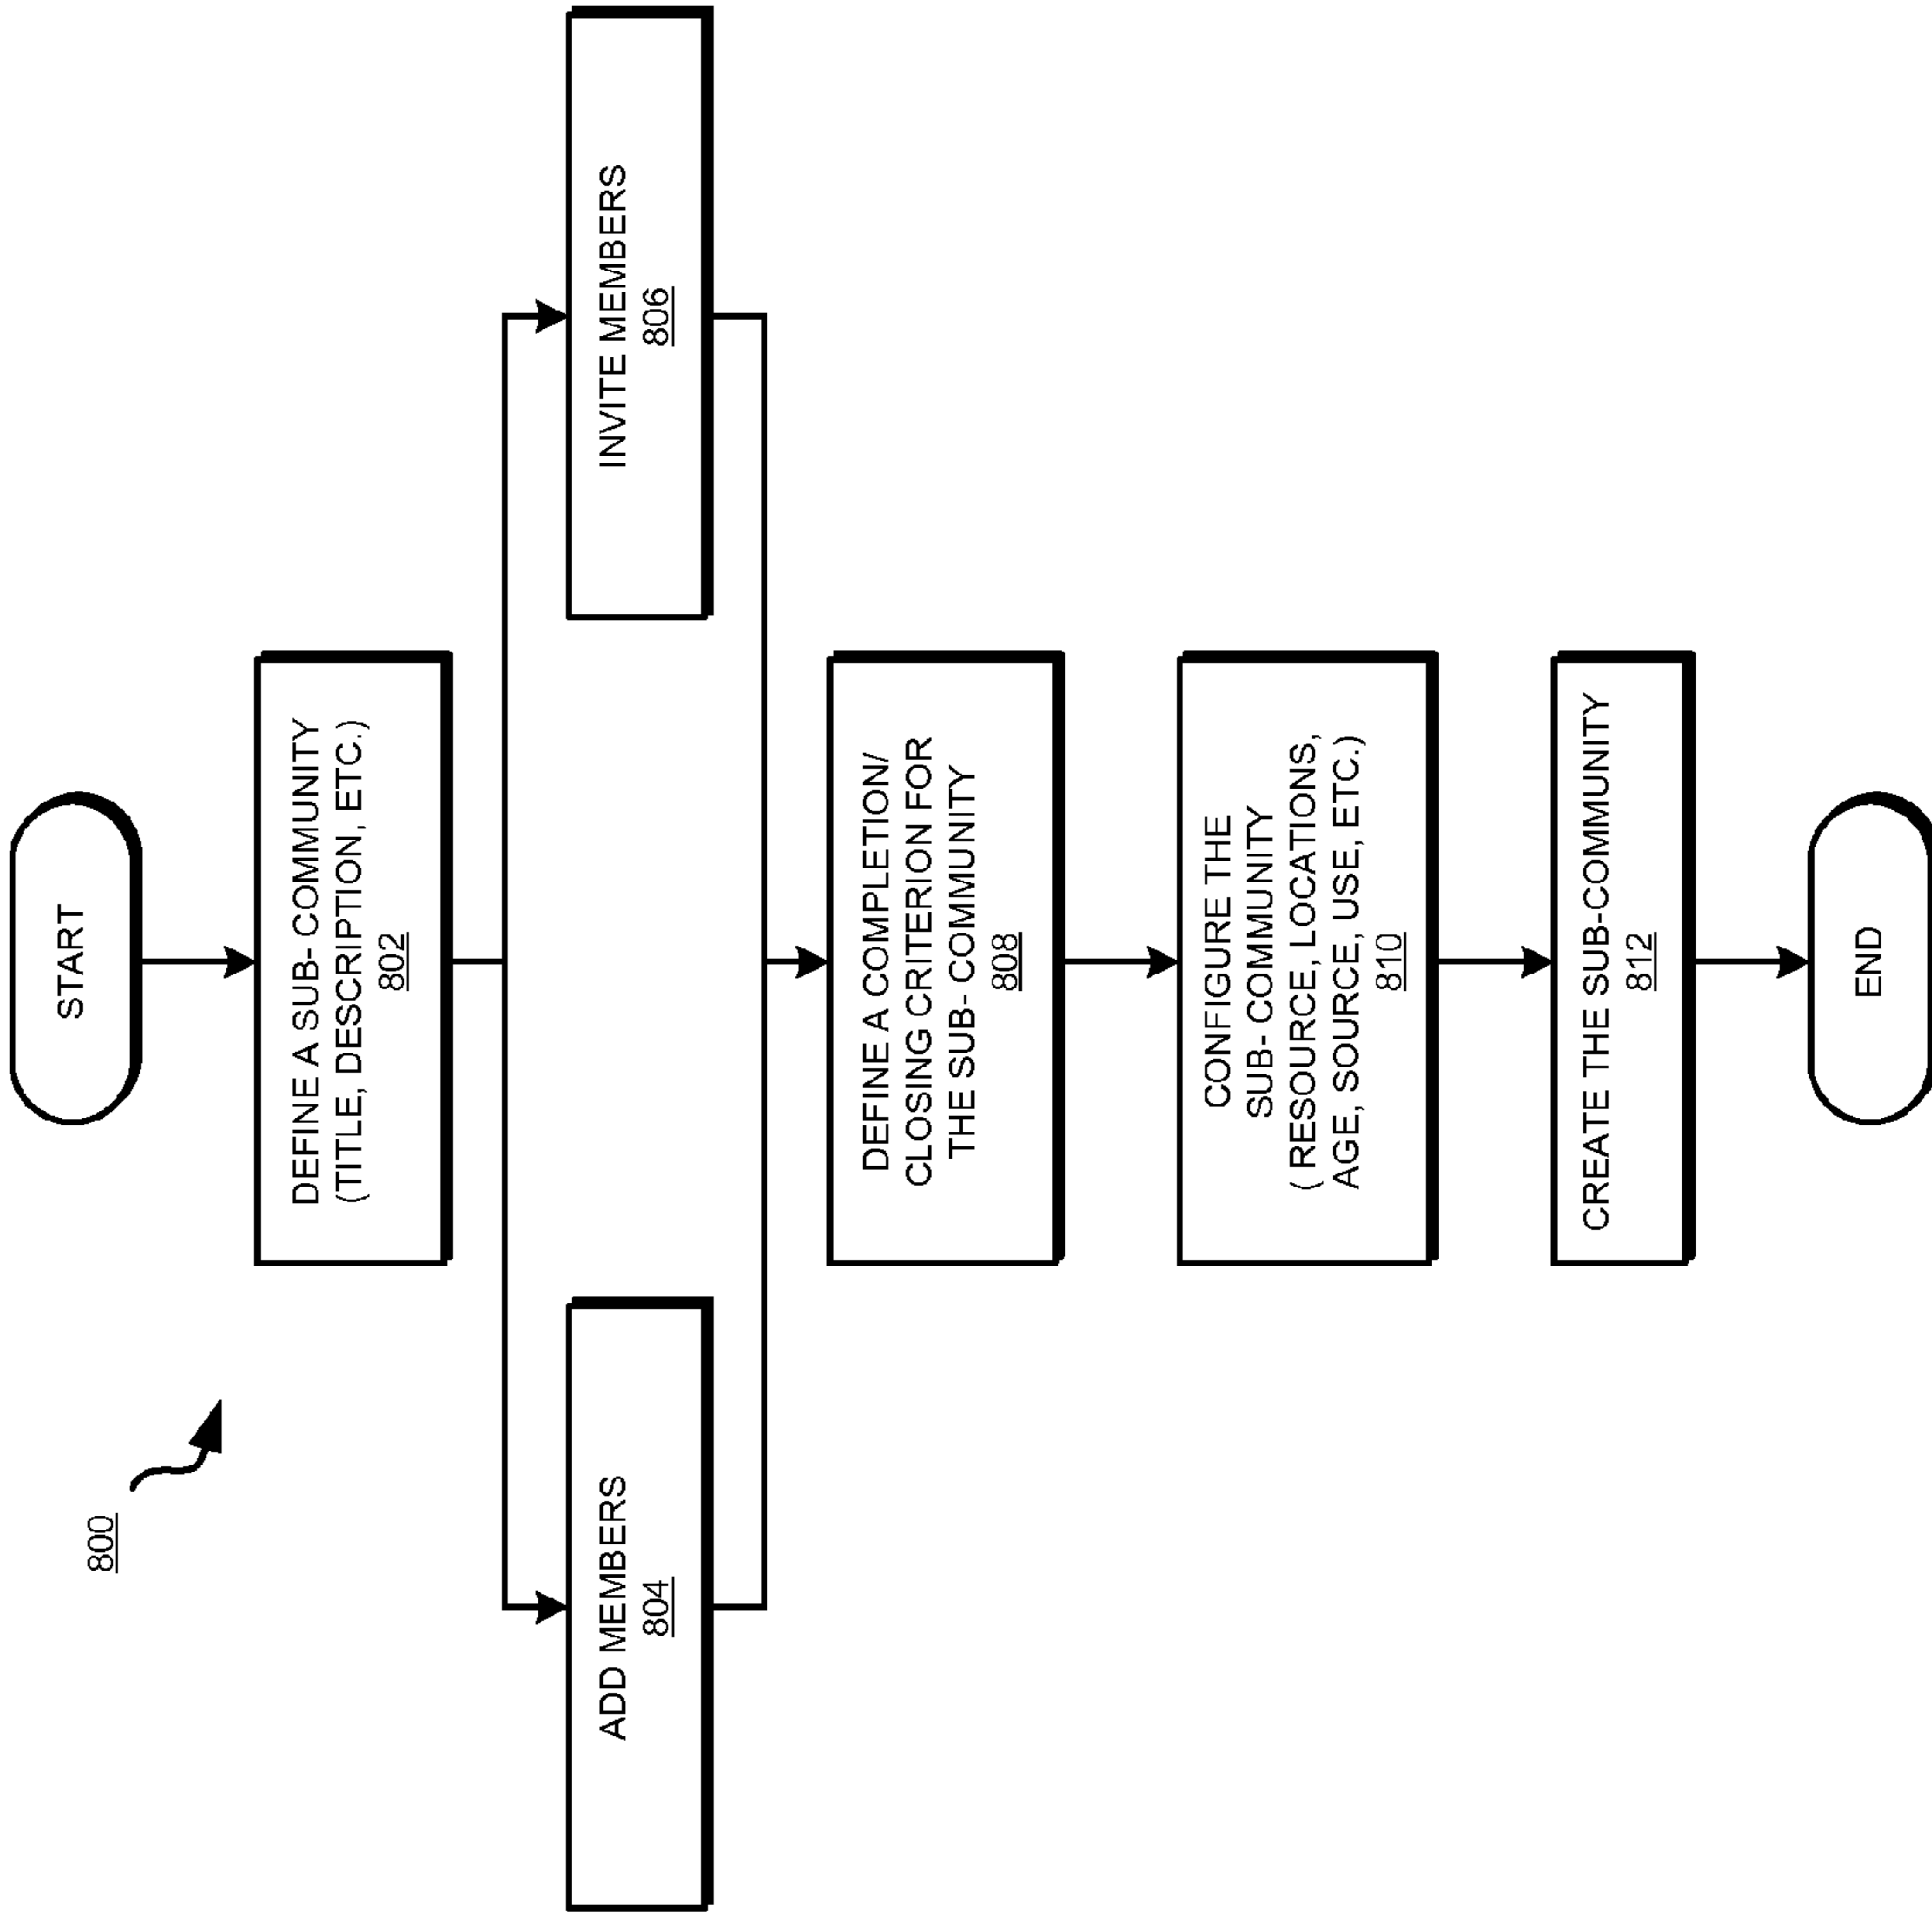 800
START
DEFINE A SUB- COMMUNITY
(TITLE, DESCRIPTION, ETC.)
802
ADD MEMBERS
804
INVITE MEMBERS
806
DEFINE A COMPLETION/
CLOSING CRITERION FOR
THE SUB- COMMUNITY
808
CONFIGURE THE
SUB- COMMUNITY
( RESOURCE, LOCATIONS,
AGE, SOURCE, USE, ETC.)
810
CREATE THE SUB-COMMUNITY
812
END